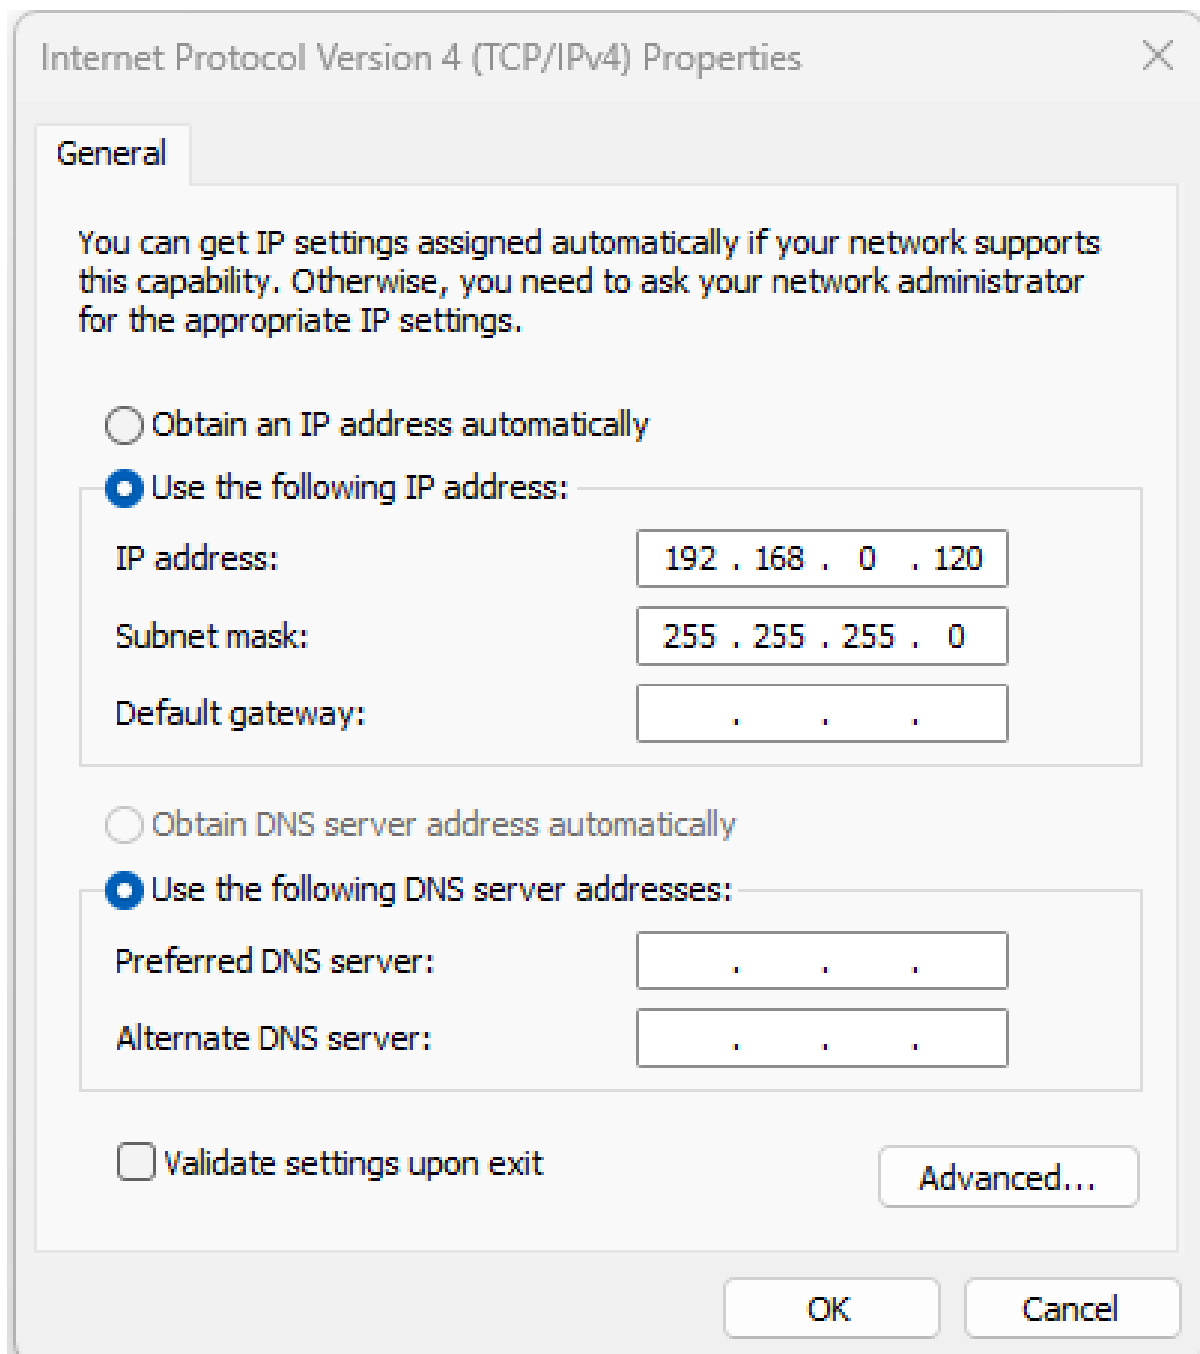 Internet Protocol Version 4 (TCP/IPv4) Properties
General
You can get IP settings assigned automatically if your network supports
this capability. Otherwise, you need to ask your network administrator
for the appropriate IP settings.
Obtain an IP address automatically
Use the following IP address:
IP address: 192 . 168 . 0 . 120
Subnet mask: 255 . 255 . 255 . 0
Default gateway: . . .
Obtain DNS server address automatically
Use the following DNS server addresses:
Preferred DNS server: . . .
Alternate DNS server: . . .
Validate settings upon exit
Advanced...
OK Cancel